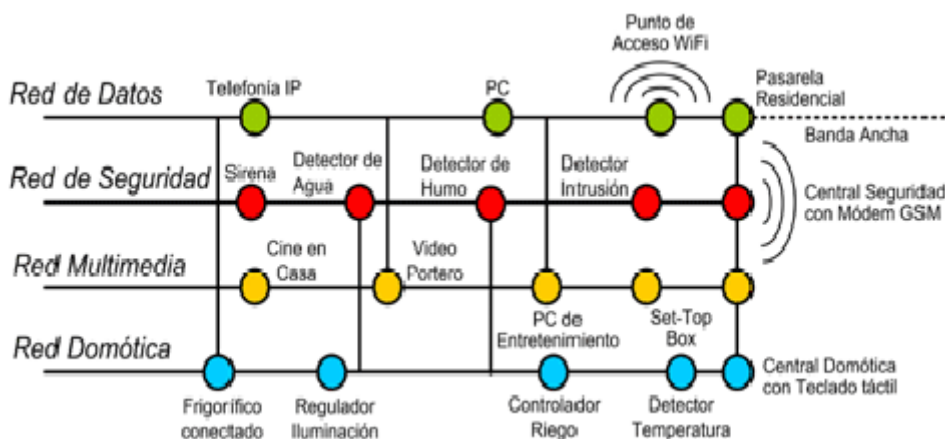 Punto de
Acceso WiFi
Red de Datos
Telefonía IP
PC
Pasarela
Residencial
Banda Ancha
Red de Seguridad
Sirena
Detector de
Agua
Detector de
Humo
Detector
Intrusión
Central Seguridad
con Módem GSM
Red Multimedia
Cine en
Casa
Video
Portero
PC de
Entretenimiento
Set-Top
Box
Red Domótica
Central Domótica
con Teclado táctil
Frigorífico
conectado
Regulador
Iluminación
Controlador
Riego
Detector
Temperatura